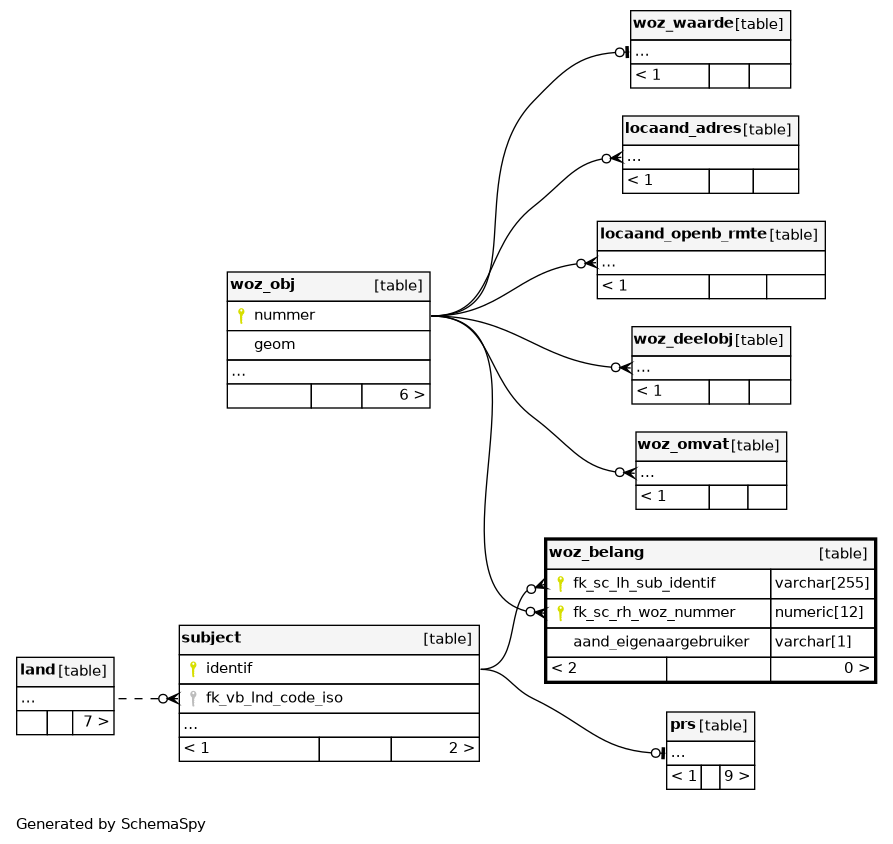 woz_waarde [table]
...
< 1
locaand_adres [table]
...
< 1
locaand_openb_rmte [table]
...
< 1
woz_obj [table]
nummer
geom
...
6 >
woz_deelobj [table]
...
< 1
woz_omvat [table]
...
< 1
woz_belang [table]
fk_sc_lh_sub_identif varchar[255]
fk_sc_rh_woz_nummer numeric[12]
aand_eigenaargebruiker varchar[1]
< 2 0 >
subject [table]
identif
fk_vb_lnd_code_iso
...
< 1 2 >
land [table]
...
7 >
prs [table]
...
< 1 9 >
Generated by SchemaSpy